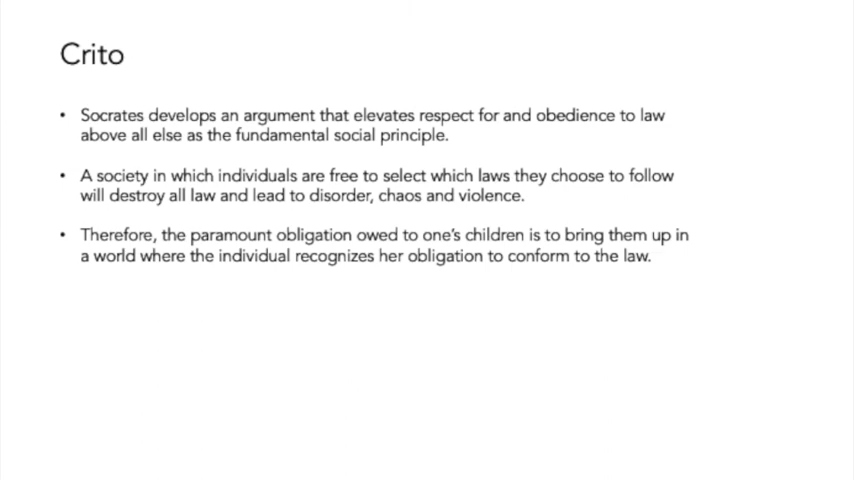 Crito
• Socrates develops an argument that elevates respect for and obedience to law
above all else as the fundamental social principle.
• A society in which individuals are free to select which laws they choose to follow
will destroy all law and lead to disorder, chaos and violence.
• Therefore, the paramount obligation owed to one’s children is to bring them up in
a world where the individual recognizes her obligation to conform to the law.